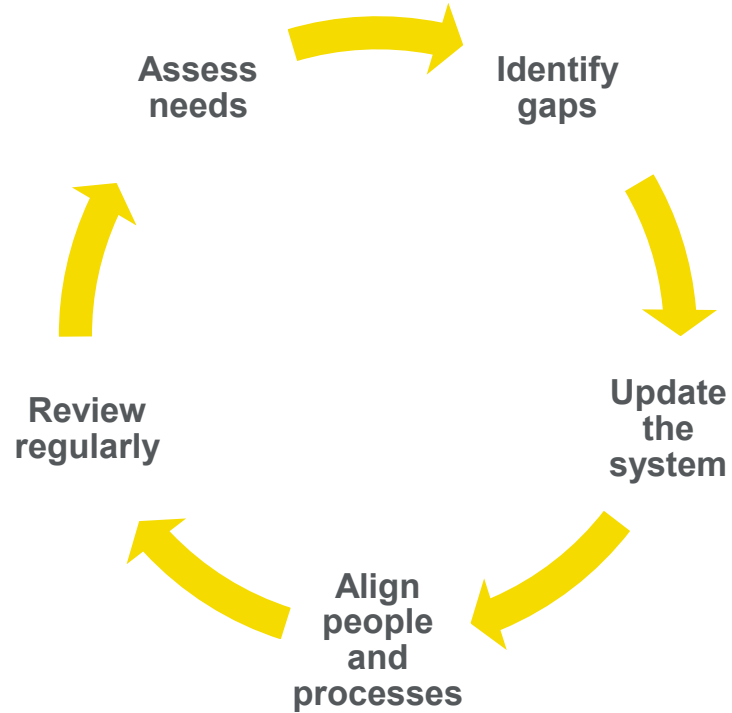 Assess
needs
Identify
gaps
Update
the
system
Align
people
and
processes
Review
regularly